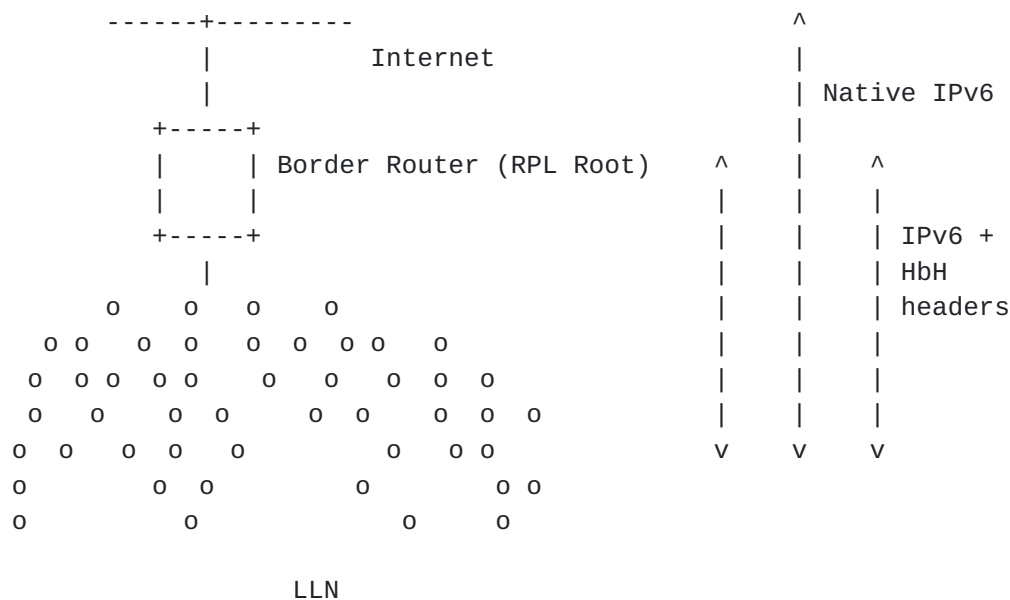 ------+---------                            ^
            |          Internet                   |
            |                                     | Native IPv6
         +-----+                                  |
         |     | Border Router (RPL Root)    ^    |    ^
         |     |                             |    |    |
         +-----+                             |    |    | IPv6 +
            |                                |    |    | HbH
      o    o   o    o                        |    |    | headers
  o o   o  o   o  o  o o   o                 |    |    |
 o  o o  o o    o   o   o  o  o              |    |    |
 o   o    o  o     o  o    o  o  o           |    |    |
o  o   o  o   o         o   o o              v    v    v
o        o  o         o        o o
o          o             o     o
                  LLN